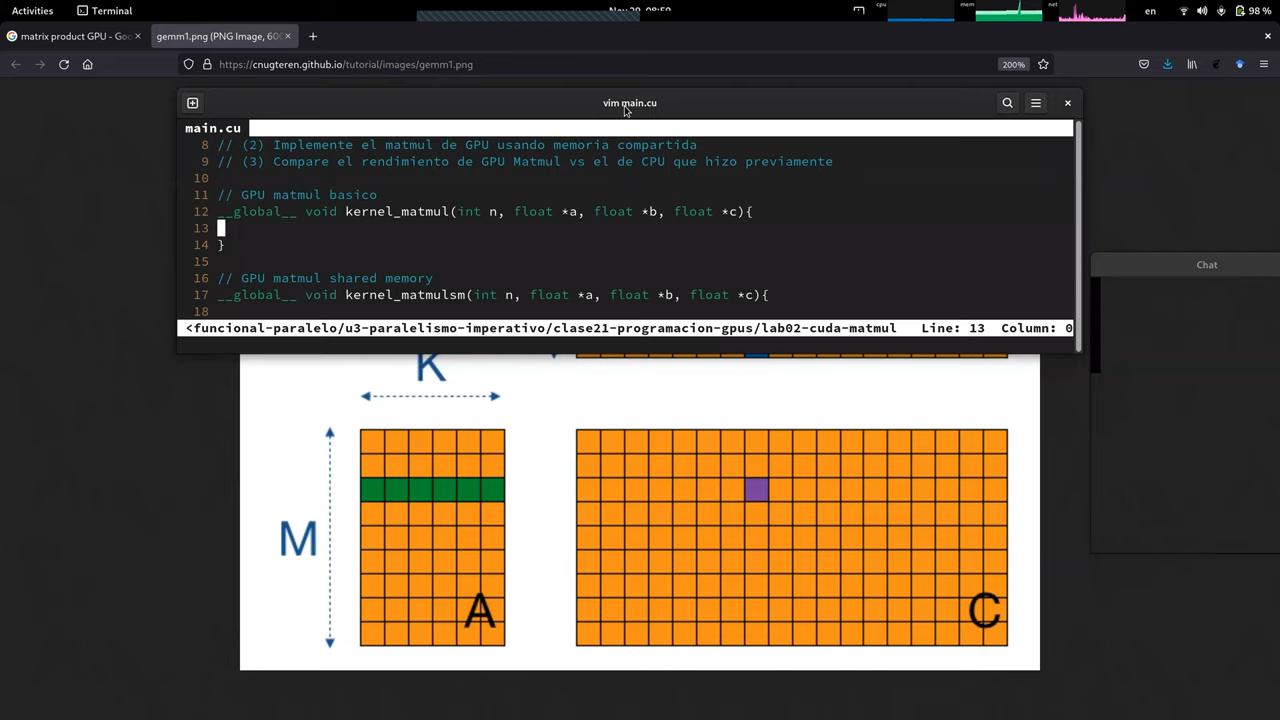 Activities Terminal en 98 %
cpu mem net
matrix product GPU - Goo
gemm1.png (PNG Image, 600
https://cnugteren.github.io/tutorial/images/gemm1.png 200%
vim main.cu
main.cu
8 // (2) Implemente el matmul de GPU usando memoria compartida
9 // (3) Compare el rendimiento de GPU Matmul vs el de CPU que hizo previamente
10
11 // GPU matmul basico
12 __global__ void kernel_matmul(int n, float *a, float *b, float *c){
13
14 }
15
16 // GPU matmul shared memory
17 __global__ void kernel_matmulsm(int n, float *a, float *b, float *c){
18
<funcional-paralelo/u3-paralelismo-imperativo/clase21-programacion-gpus/lab02-cuda-matmul Line: 13 Column: 0
Chat
K
M
A
C